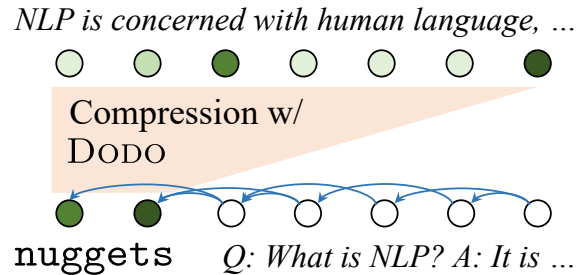 NLP is concerned with human language, ...
Compression w/
DODO
nuggets Q: What is NLP? A: It is ...